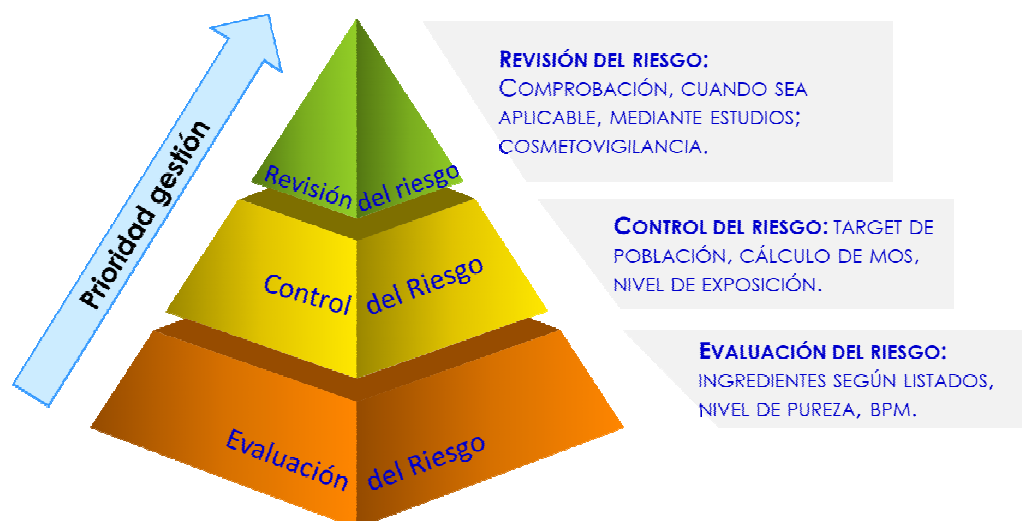 Prioridad gestión
Revisión del riesgo
Control del Riesgo
Evaluación del Riesgo
REVISIÓN DEL RIESGO:
COMPROBACIÓN, CUANDO SEA
APLICABLE, MEDIANTE ESTUDIOS;
COSMETOVIGILANCIA.
CONTROL DEL RIESGO: TARGET DE
POBLACIÓN, CÁLCULO DE MOS,
NIVEL DE EXPOSICIÓN.
EVALUACIÓN DEL RIESGO:
INGREDIENTES SEGÚN LISTADOS,
NIVEL DE PUREZA, BPM.